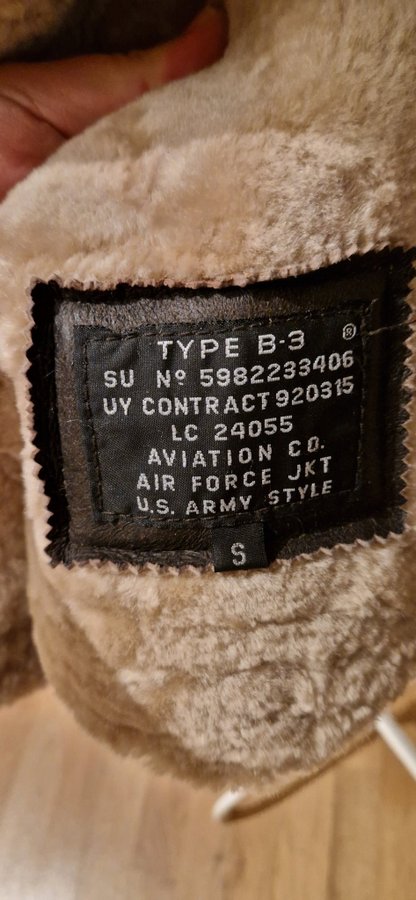 TYPE B-3 ®
SU Nº 5982233406
UY CONTRACT 920315
LC 24055
AVIATION CO.
AIR FORCE JKT
U.S. ARMY STYLE
S